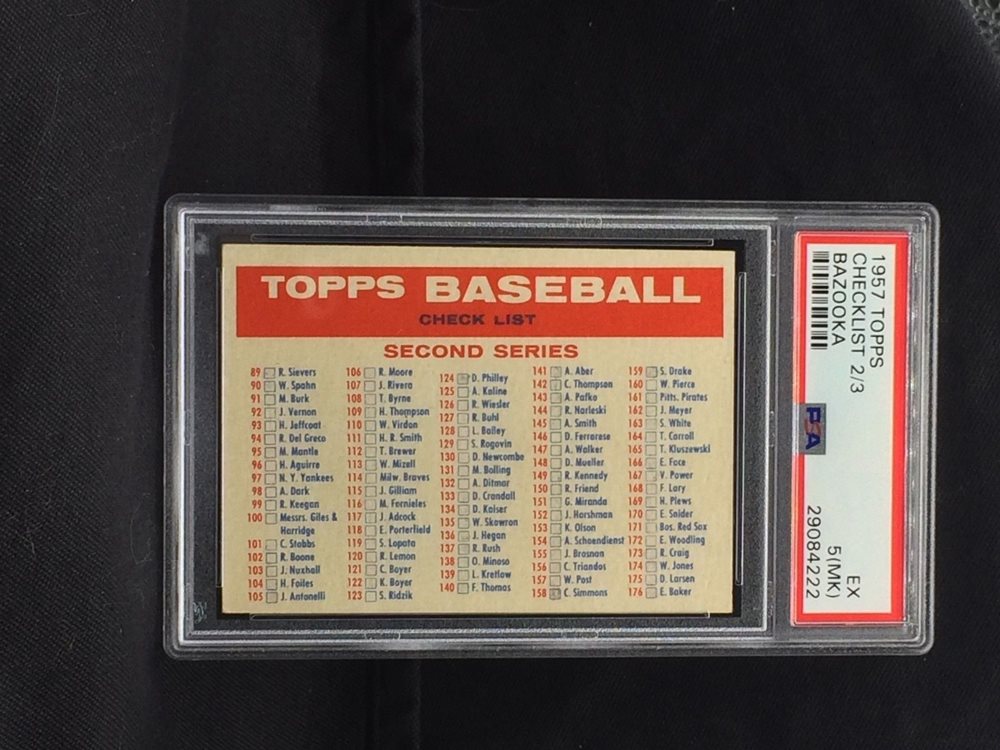 TOPPS BASEBALL
CHECK LIST
SECOND SERIES
89 R. Sievers
90 W. Spahn
91 M. Burk
92 J. Vernon
93 H. Jeffcoat
94 R. Del Greco
95 M. Mantle
96 H. Aguirre
97 N. Y. Yankees
98 A. Dark
99 R. Keegan
100 Messrs. Giles &
Harridge
101 C. Stobbs
102 R. Boone
103 J. Nuxhall
104 H. Foiles
105 J. Antonelli
106 R. Moore
107 J. Rivera
108 T. Byrne
109 H. Thompson
110 W. Virdon
111 H. R. Smith
112 T. Brewer
113 W. Mizell
114 Milw. Braves
115 J. Gilliam
116 M. Fornieles
117 J. Adcock
118 E. Porterfield
119 S. Lopata
120 R. Lemon
121 C. Boyer
122 K. Boyer
123 S. Ridzik
124 D. Philley
125 A. Kaline
126 R. Wiesler
127 R. Buhl
128 L. Bailey
129 S. Rogovin
130 D. Newcombe
131 M. Bolling
132 A. Ditmar
133 D. Crandall
134 D. Kaiser
135 W. Skowron
136 J. Hegan
137 R. Rush
138 O. Minoso
139 L. Kretlow
140 F. Thomas
141 A. Aber
142 C. Thompson
143 A. Pafko
144 R. Narleski
145 A. Smith
146 D. Ferrarese
147 A. Walker
148 D. Mueller
149 R. Kennedy
150 R. Friend
151 G. Miranda
152 J. Harshman
153 K. Olson
154 A. Schoendienst
155 J. Brosnan
156 C. Triandos
157 W. Post
158 C. Simmons
159 S. Drake
160 W. Pierce
161 Pitts. Pirates
162 J. Meyer
163 S. White
164 T. Carroll
165 T. Kluszewski
166 E. Face
167 V. Power
168 F. Lary
169 H. Plews
170 E. Soider
171 Bos. Red Sox
172 E. Woodling
173 R. Craig
174 W. Jones
175 D. Larsen
176 E. Baker
1957 TOPPS
CHECKLIST 2/3
BAZOOKA
PSA
EX
5(MK)
29084222